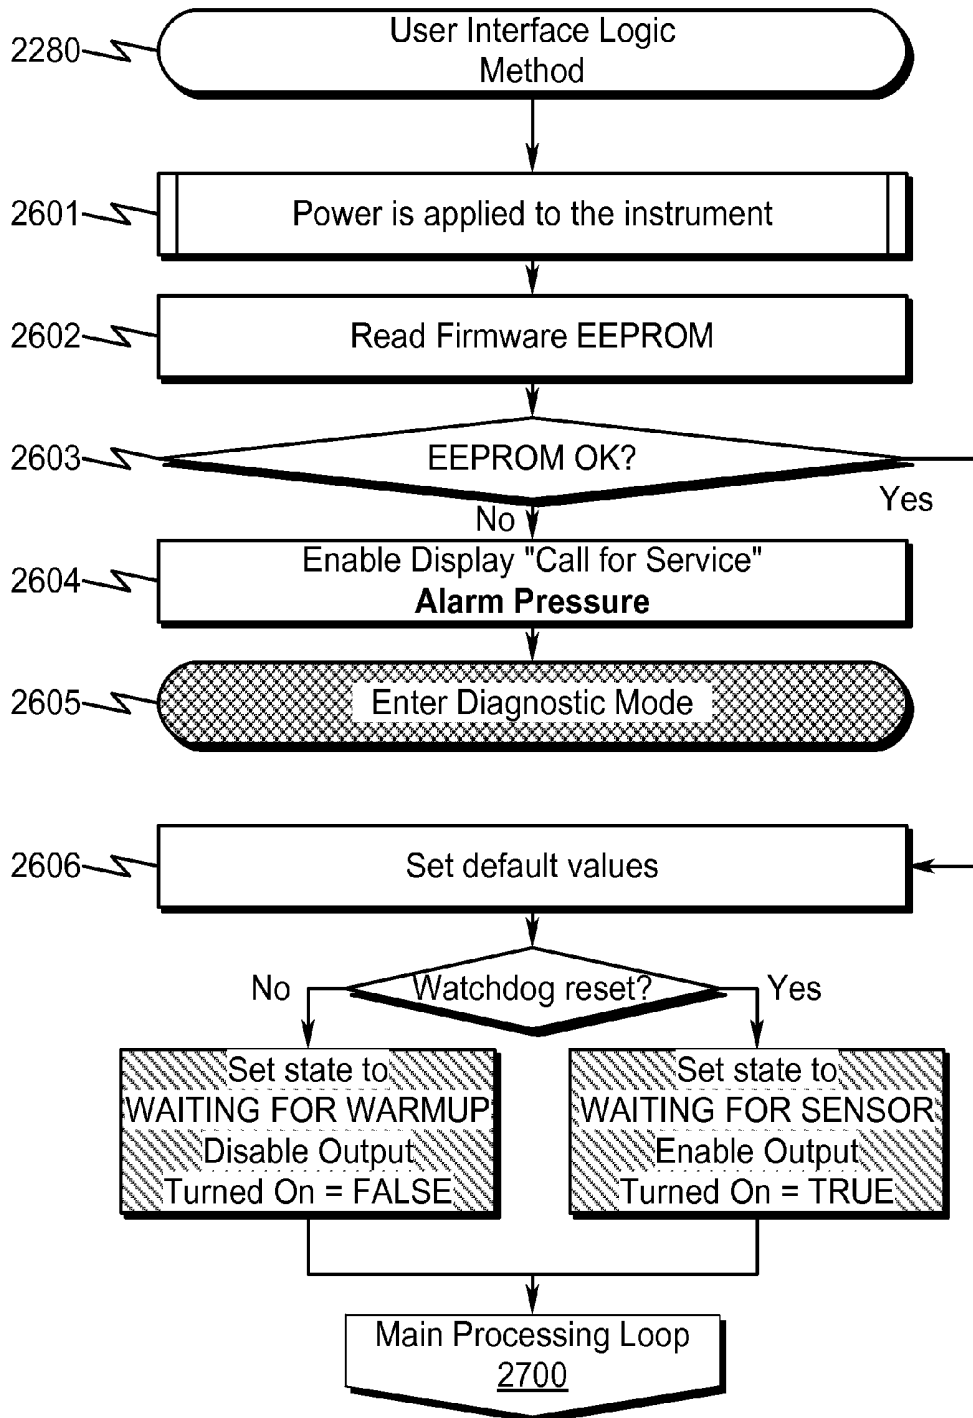 2280
User Interface Logic
Method
2601
Power is applied to the instrument
2602
Read Firmware EEPROM
2603
EEPROM OK?
Yes
No
2604
Enable Display "Call for Service"
Alarm Pressure
2605
Enter Diagnostic Mode
2606
Set default values
No
Watchdog reset?
Yes
Set state to
WAITING FOR WARMUP
Disable Output
Turned On = FALSE
Set state to
WAITING FOR SENSOR
Enable Output
Turned On = TRUE
Main Processing Loop
2700